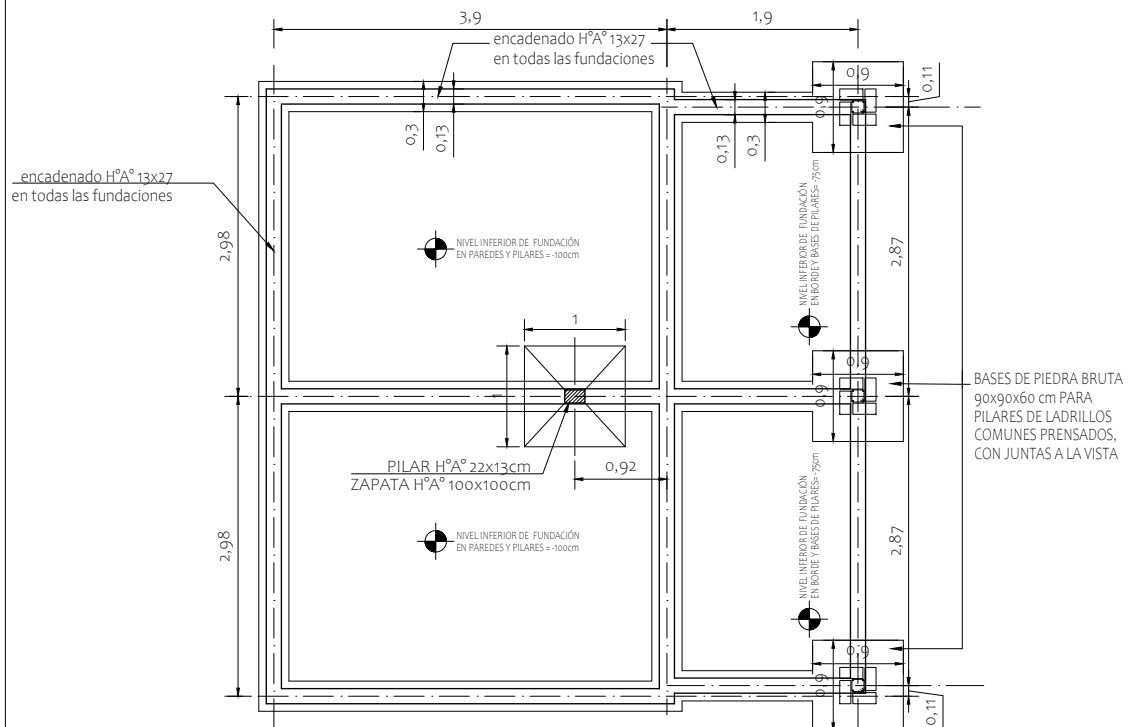 3,9
1,9
encadenado H°A° 13x27
en todas las fundaciones
0,9
0,11
0,9
0,3
0,13
0,13
0,3
encadenado H°A° 13x27
en todas las fundaciones
2,98
NIVEL INFERIOR DE FUNDACIÓN
EN PAREDES Y PILARES = -100cm
NIVEL INFERIOR DE FUNDACIÓN
EN BORDE Y BASES DE PILARES= -75cm
2,87
1
1
0,9
0,9
BASES DE PIEDRA BRUTA
90x90x60 cm PARA
PILARES DE LADRILLOS
COMUNES PRENSADOS,
CON JUNTAS A LA VISTA
PILAR H°A° 22x13cm
ZAPATA H°A° 100x100cm
0,92
2,98
NIVEL INFERIOR DE FUNDACIÓN
EN PAREDES Y PILARES = -100cm
NIVEL INFERIOR DE FUNDACIÓN
EN BORDE Y BASES DE PILARES= -75cm
2,87
0,9
0,9
0,11